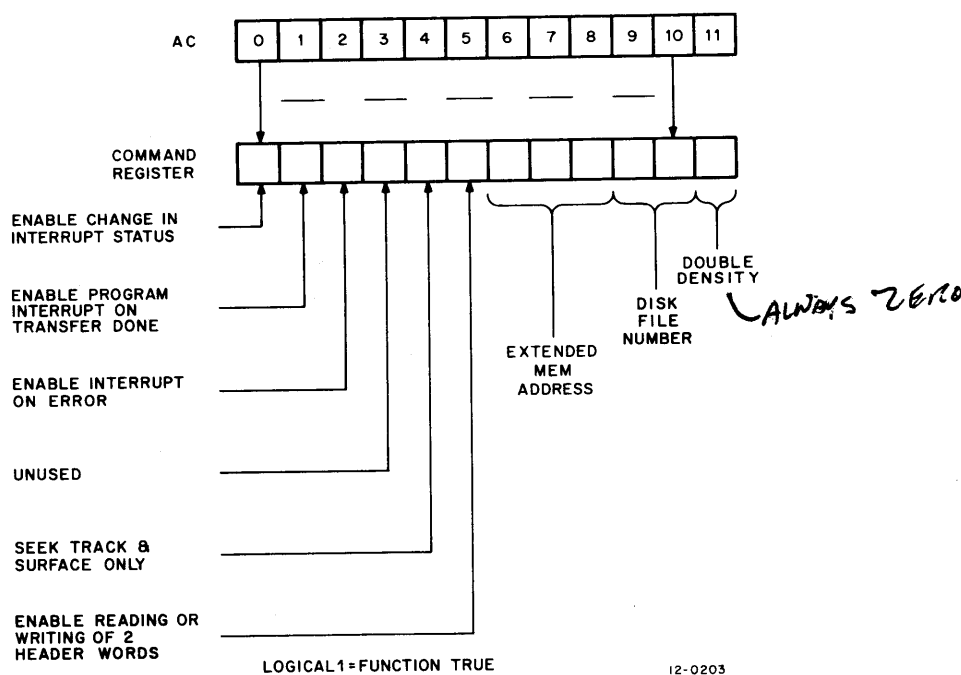 AC 0 1 2 3 4 5 6 7 8 9 10 11
COMMAND
REGISTER
ENABLE CHANGE IN
INTERRUPT STATUS
ENABLE PROGRAM
INTERRUPT ON
TRANSFER DONE
ENABLE INTERRUPT
ON ERROR
UNUSED
SEEK TRACK &
SURFACE ONLY
ENABLE READING OR
WRITING OF 2
HEADER WORDS
EXTENDED
MEM
ADDRESS
DISK
FILE
NUMBER
DOUBLE
DENSITY
ALWAYS ZERO
LOGICAL 1 = FUNCTION TRUE
12-0203